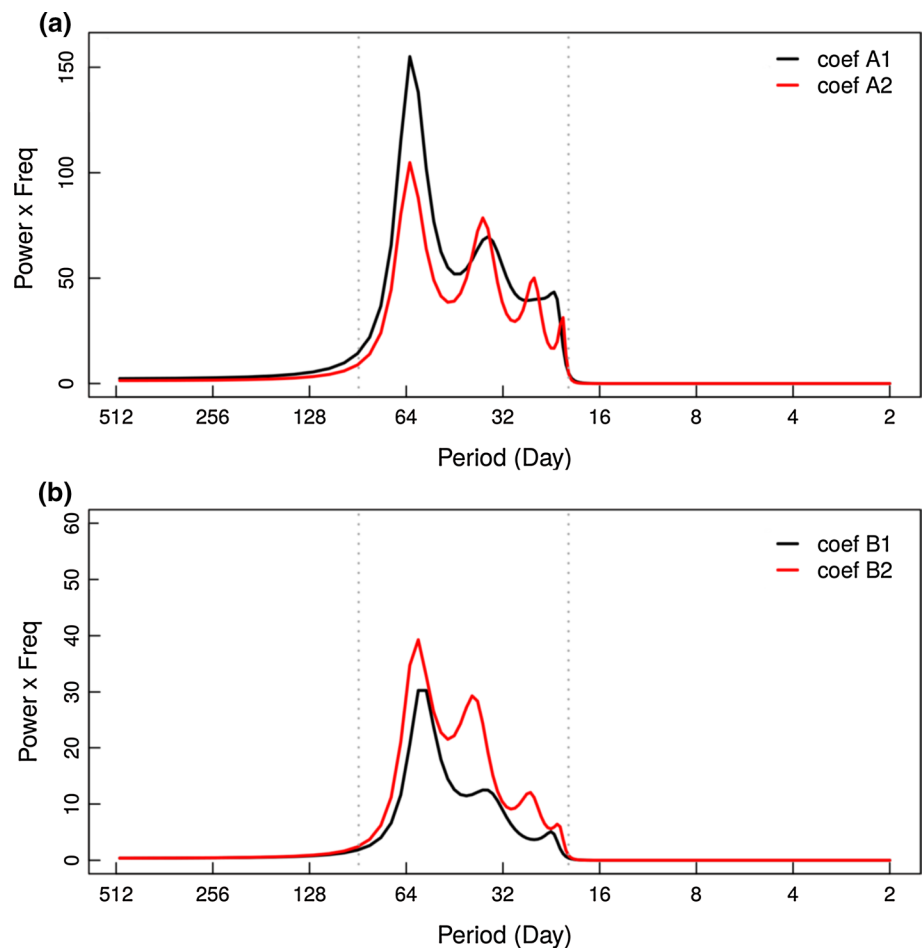 (a)
150
100
50
0
Power x Freq
coef A1
coef A2
512 256 128 64 32 16 8 4 2
Period (Day)
(b)
60
50
40
30
20
10
0
Power x Freq
coef B1
coef B2
512 256 128 64 32 16 8 4 2
Period (Day)